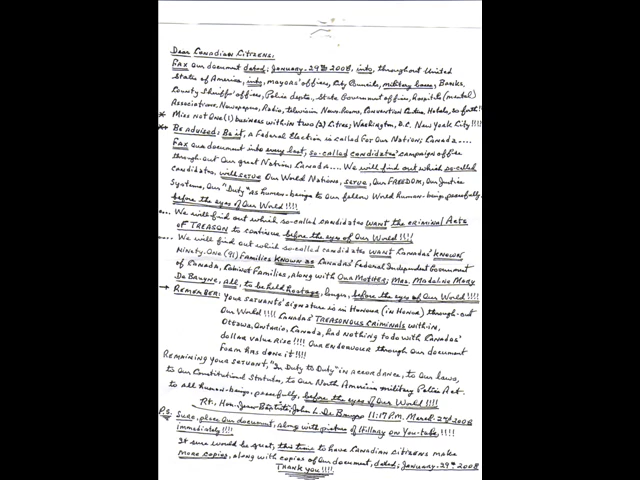 Dear Canadian Citizens:
Fax our document dated; January. 29th 2008, into, throughout United
States of America, into, mayors' offices, City Councils, military bases, Banks,
County Sheriffs' offices, Police depts., State Government offices, Hospitals (mental)
Associations, Newspapers, Radio, television News-Rooms, Convention Centres, Hotels, so-forth!!
* Miss Not One (1) business within two (2) Cities; Washington, D.C. New York City!!!!
Be Advised: Be it, a Federal Election is called For Our Nation; Canada....
Fax our document into every last, so-called candidates' campaign office
through-out Our great Nation; Canada.... We will find out which so-called
candidates, will serve Our World Nations, serve, Our FREEDOM, Our Justice
Systems, Our "Duty" as human-beings to our fellow World human-beings, peacefully,
before the eyes of Our World!!!!
... We will find out which so-called candidates WANT the CRIMINAL Acts
of TREASON to continue before the eyes of Our World!!!!
.... We will find out, which so-called candidates WANT Canadas' KNOWN
Ninety-One (91) Families KNOWN as Canadas' Federal Independent Government
of Canada, Cabinet Families, along with Our MOTHER; Mrs. Madeline Mary
De Baugne, all, to be held hostage, longer, before the eyes of Our World!!!!
→ REMEMBER: Your servants' signature is in Honour (in Honor) through-out
Our World!!!! Canadas' TREASONOUS CRIMINALS within,
Ottawa, Ontario, Canada, had nothing to do with Canadas'
dollar value Rise!!!! Our endeavour through our document
Form has done it!!!!
REMAINING your servant, "In Duty to Duty" in accordance, to Our laws,
to our Constitutional Statutes, to Our North American military Police Act.
to all human-beings, peacefully, before the eyes of Our World!!!!
Rt. Hon. Jean Baptiste; John L. De 11:17 P.M. March. 2nd 2008
P.S. Sure, place Our document, along with picture of Hillary on You-tube, !!!!
immediately!!!!
It sure would be great, this time to have Canadian Citizens make
more copies, along with copies of Our document, dated; January. 29th 2008
Thank you!!!!